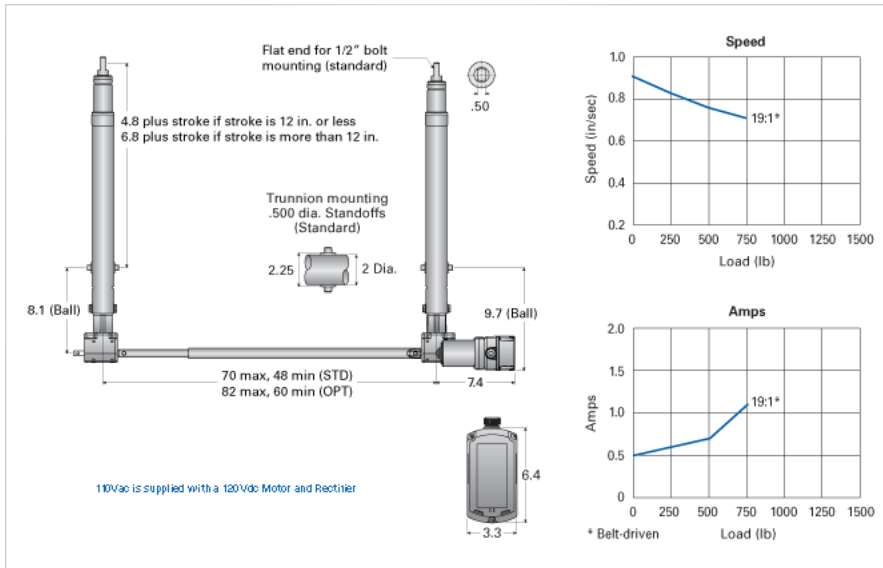 Flat end for 1/2" bolt
mounting (standard)
.50
4.8 plus stroke if stroke is 12 in. or less
6.8 plus stroke if stroke is more than 12 in.
Trunnion mounting
.500 dia. Standoffs
(Standard)
2.25
2 Dia.
8.1 (Ball)
9.7 (Ball)
70 max, 48 min (STD)
82 max, 60 min (OPT)
7.4
6.4
3.3
110Vac is supplied with a 120Vdc Motor and Rectifier
Speed
Speed (in/sec)
1.0
0.8
0.6
0.4
0.2
19:1*
0 250 500 750 1000 1250 1500
Load (lb)
Amps
Amps
2.0
1.5
1.0
0.5
0
19:1*
0 250 500 750 1000 1250 1500
* Belt-driven
Load (lb)